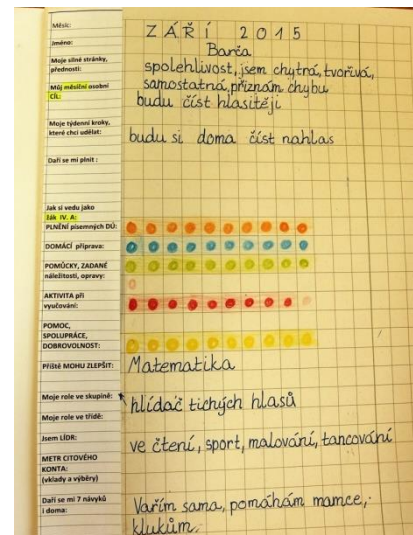 Měsíc:
ZÁŘÍ 2015
Jméno:
Barča
Moje silné stránky,
přednosti:
spolehlivost, jsem chytrá, tvořivá,
samostatná, přiznám chybu
Můj měsíční osobní
CÍL:
budu číst hlasitěji
Moje týdenní kroky,
které chci udělat:
budu si doma číst nahlas
Daří se mi plnit :
Jak si vedu jako
žák IV. A:
PLNĚNÍ písemných DÚ:
DOMÁCÍ příprava:
POMŮCKY, ZADANÉ
náležitosti, opravy:
AKTIVITA při
vyučování:
POMOC,
SPOLUPRÁCE,
DOBROVOLNOST:
Příště MOHU ZLEPŠIT:
Matematika
Moje role ve skupině:
hlídač tichých hlasů
Moje role ve třídě:
Jsem LÍDR:
ve čtení, sport, malování, tancování
METR CITOVÉHO
KONTA:
(vklady a výběry)
Daří se mi 7 návyků
i doma:
Vařím sama, pomáhám mamce,
klukům.